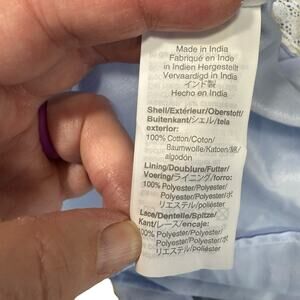 Made in India
Fabriqué en Inde
in Indien Hergestellt
Vervaardigd in India
インド製
Hecho en India
Shell/Extérieur/Oberstoff/
Buitenkant/シェル/tela
exterior:
100% Cotton/Coton/
Baumwolle/Katoen/綿/
algodón
Lining/Doublure/Futter/
Voering/ライニング/forro:
100% Polyester/Polyester/
Polyester/Polyester/ポ
リエステル/poliéster
Lace/Dentelle/Spitze/
Kant/レース/encaje:
100% Polyester/Polyester/
Polyester/Polyester/ポ
リエステル/poliéster